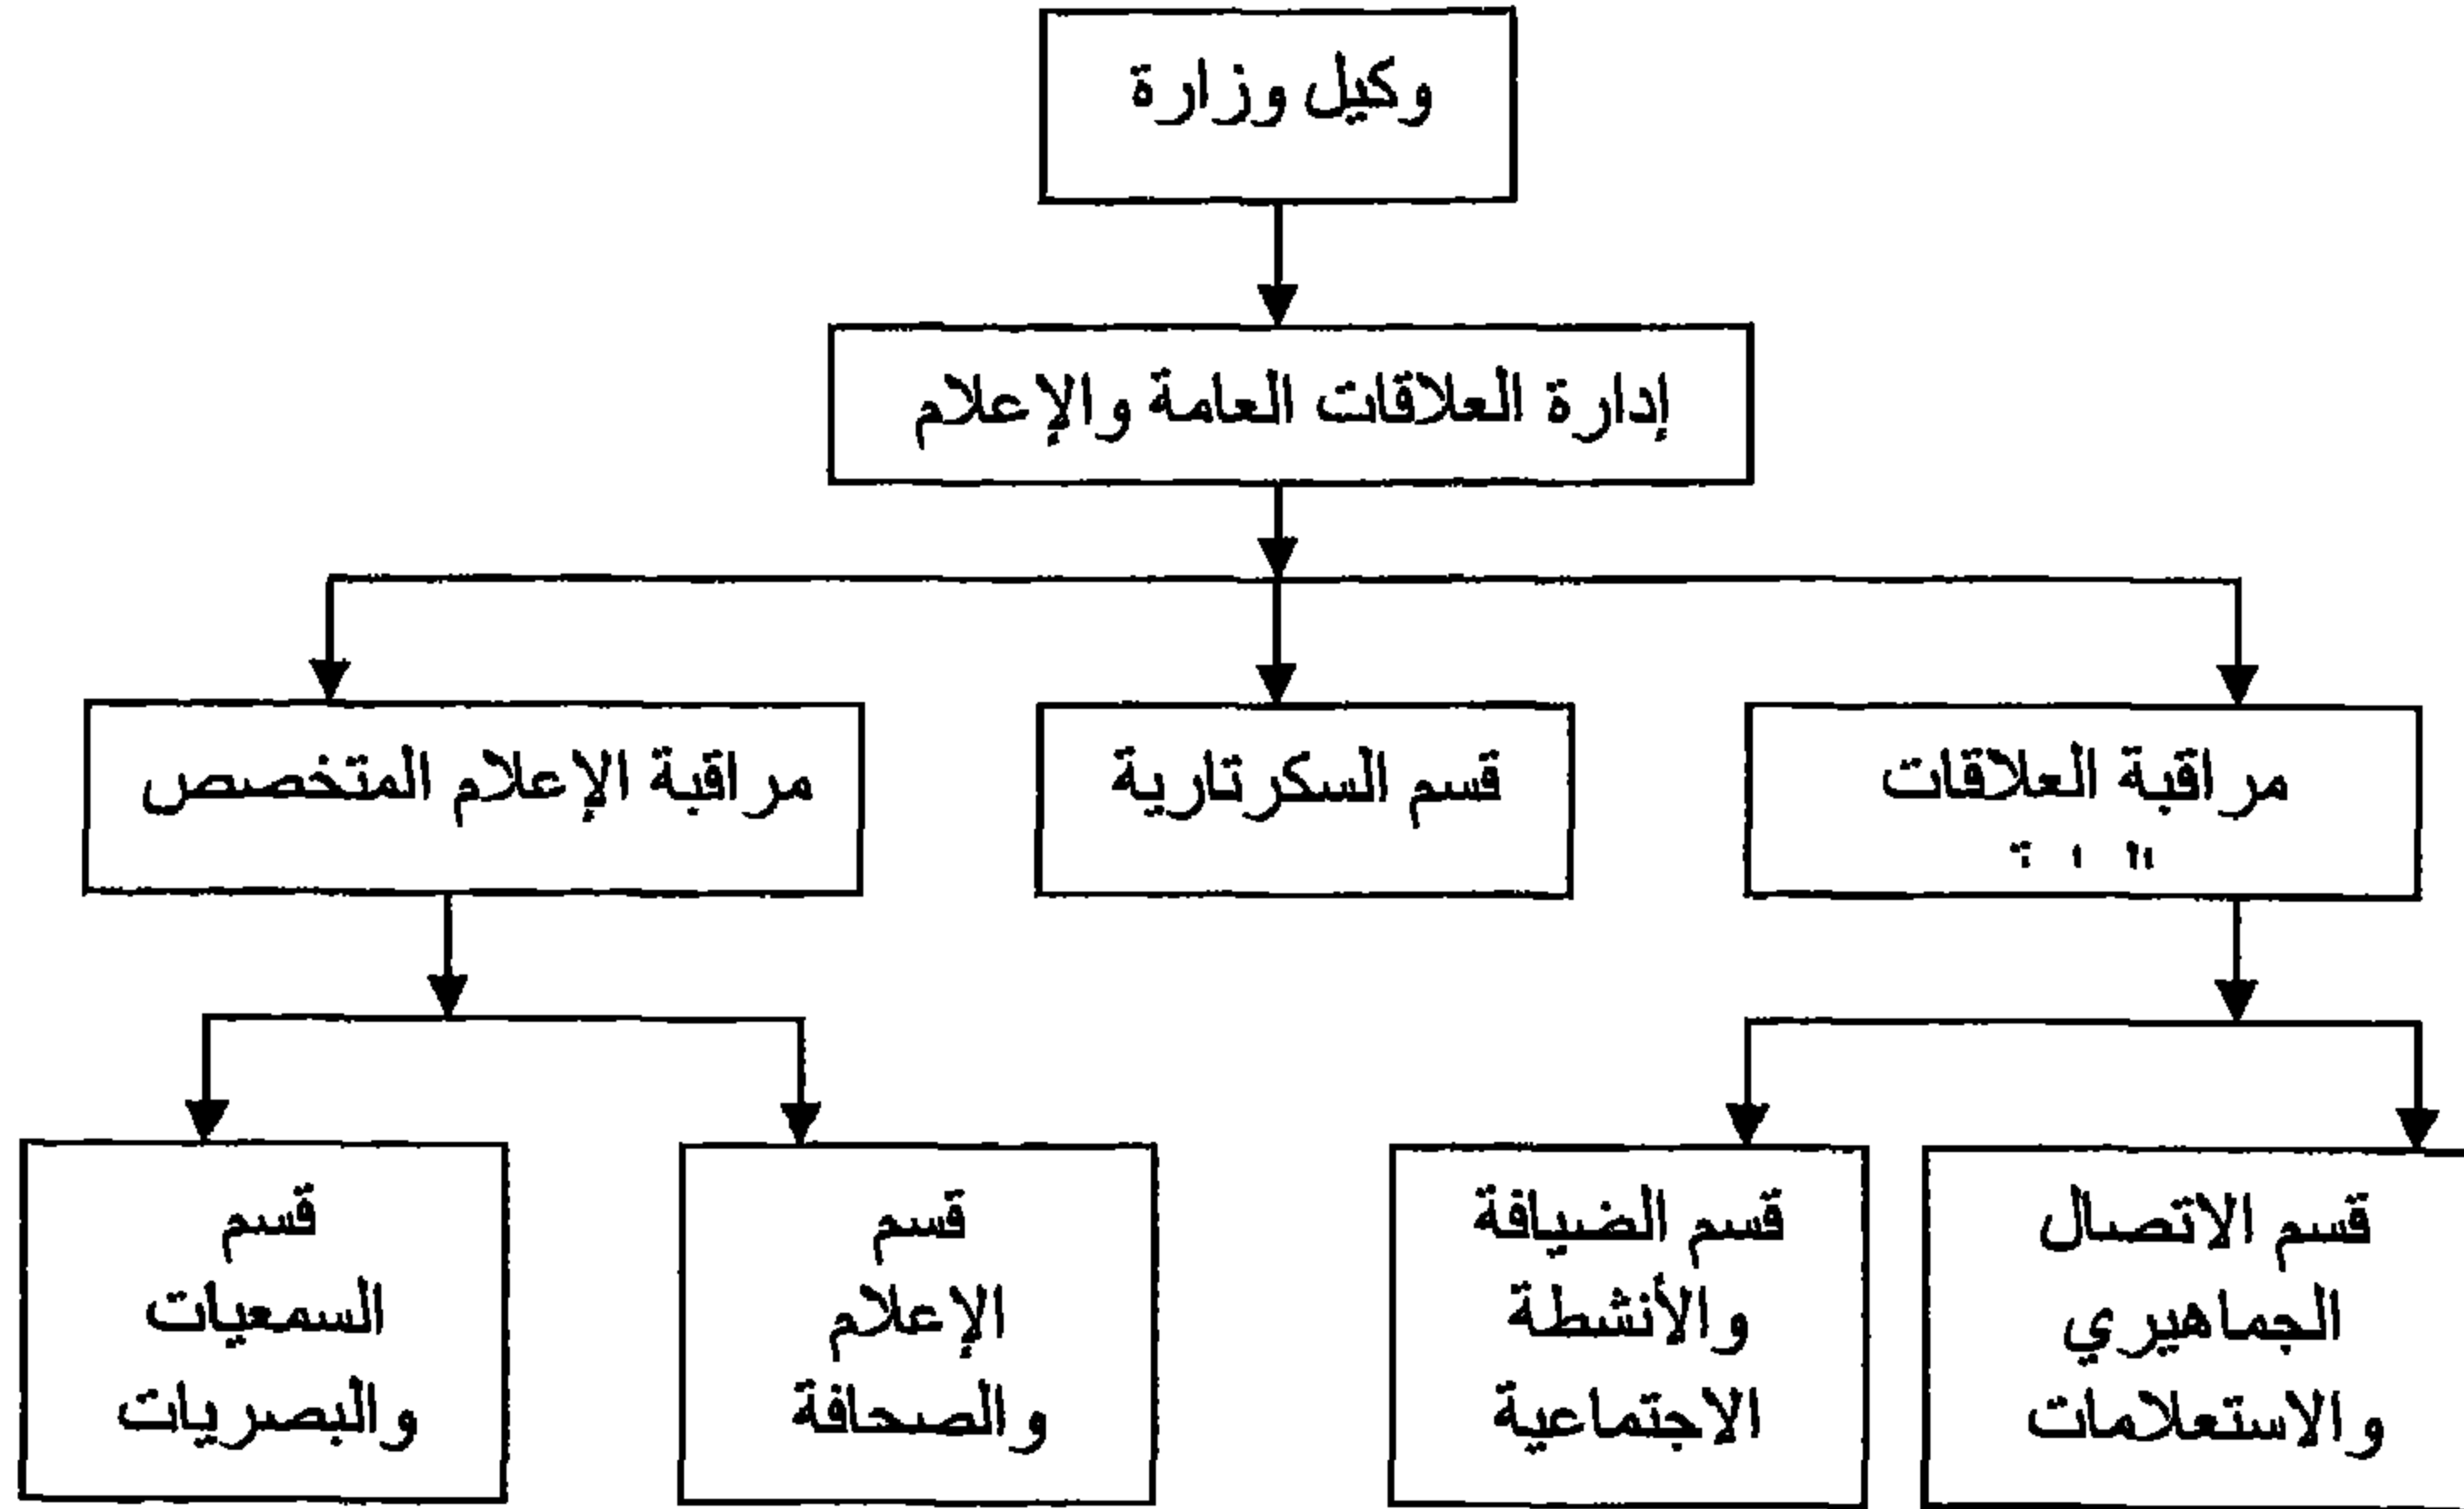 وكيل وزارة
إدارة العلاقات العامة والإعلام
مراقبة العلاقات
قسم السكرتارية
مراقبة الإعلام المتخصص
قسم الاتصال
الجماهيري
والاستعلامات
قسم الضيافة
والأنشطة
الاجتماعية
قسم
الإعلام
والصحافة
قسم
السمعيات
والبصريات